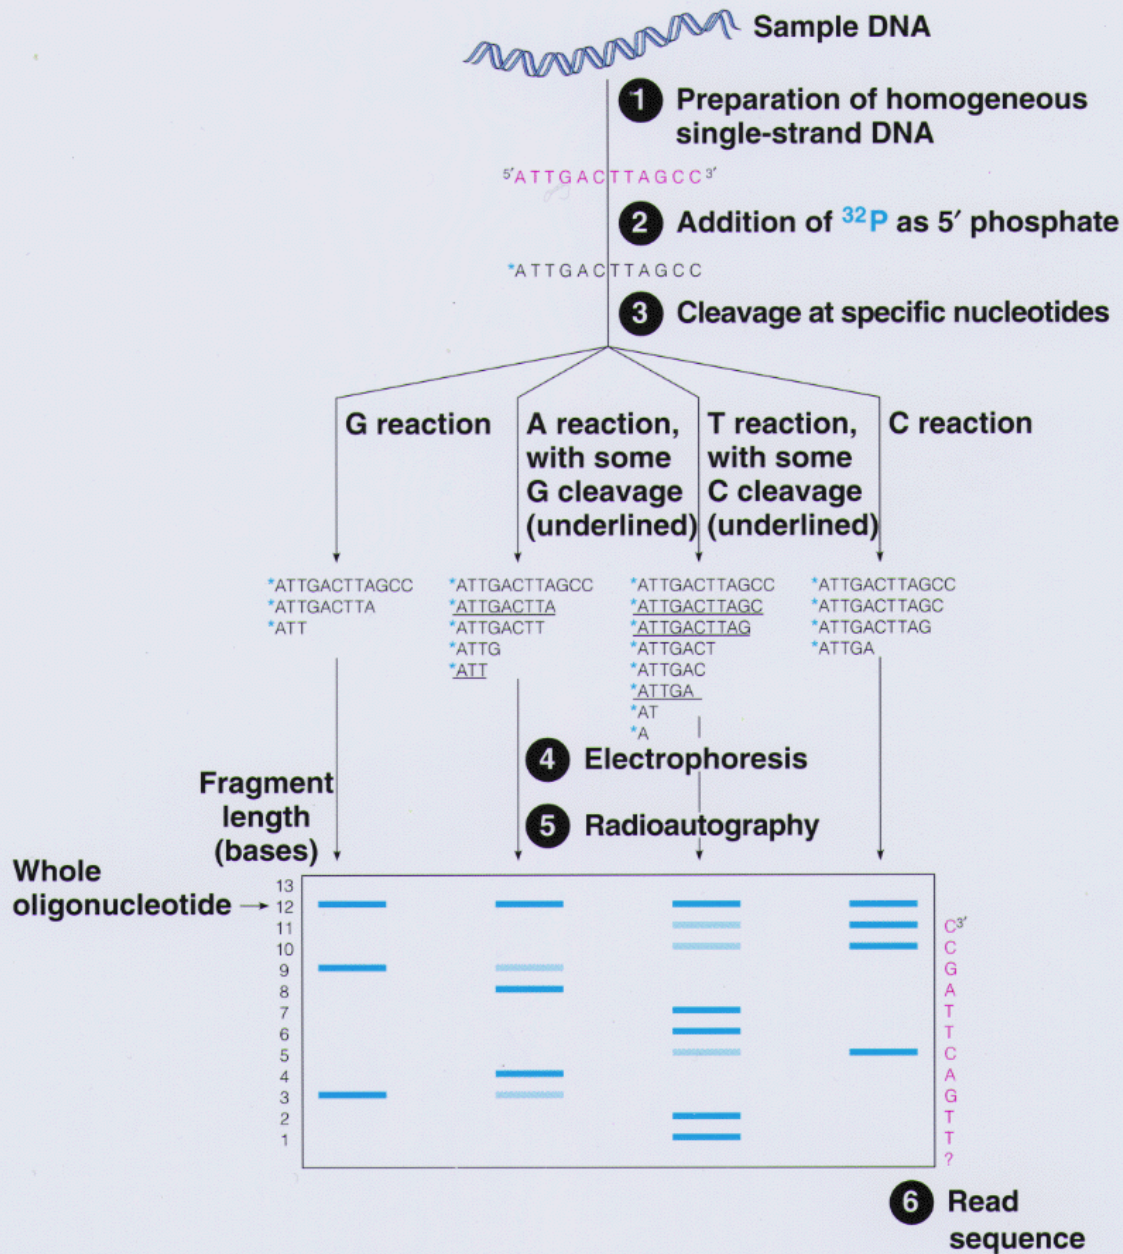 Sample DNA
1 Preparation of homogeneous
single-strand DNA
5′ATTGACTTAGCC3′
2 Addition of 32P as 5′ phosphate
*ATTGACTTAGCC
3 Cleavage at specific nucleotides
G reaction
A reaction,
with some
G cleavage
(underlined)
T reaction,
with some
C cleavage
(underlined)
C reaction
*ATTGACTTAGCC
*ATTGACTTA
*ATT
*ATTGACTTAGCC
*ATTGACTTA
*ATTGACTT
*ATTG
*ATT
*ATTGACTTAGCC
*ATTGACTTAGC
*ATTGACTTAG
*ATTGACT
*ATTGAC
*ATTGA
*AT
*A
*ATTGACTTAGCC
*ATTGACTTAGC
*ATTGACTTAG
*ATTGA
4 Electrophoresis
5 Radioautography
Fragment
length
(bases)
Whole
oligonucleotide
13
12
11
10
9
8
7
6
5
4
3
2
1
C3′
C
G
A
T
T
C
A
G
T
T
?
6 Read
sequence